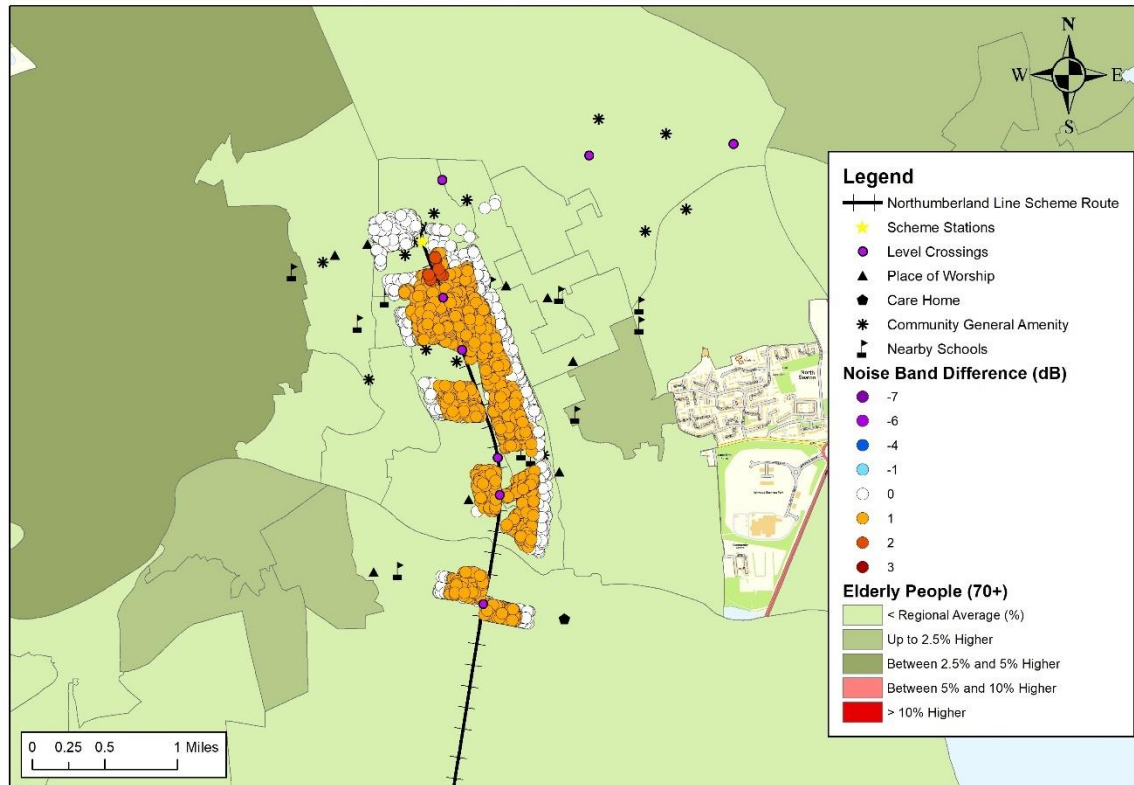 N
W
E
S
Legend
Northumberland Line Scheme Route
Scheme Stations
Level Crossings
Place of Worship
Care Home
Community General Amenity
Nearby Schools
Noise Band Difference (dB)
-7
-6
-4
-1
0
1
2
3
Elderly People (70+)
< Regional Average (%)
Up to 2.5% Higher
Between 2.5% and 5% Higher
Between 5% and 10% Higher
> 10% Higher
North
0 0.25 0.5 1 Miles